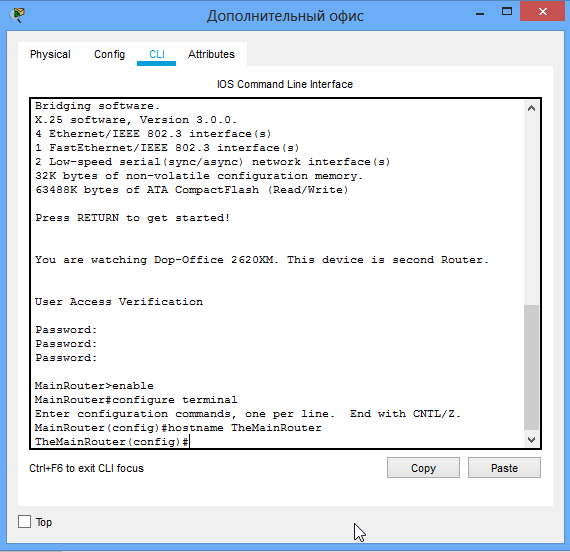 Дополнительный офис
Physical Config CLI Attributes
IOS Command Line Interface
Bridging software.
X.25 software, Version 3.0.0.
4 Ethernet/IEEE 802.3 interface(s)
1 FastEthernet/IEEE 802.3 interface(s)
2 Low-speed serial(sync/async) network interface(s)
32K bytes of non-volatile configuration memory.
63488K bytes of ATA CompactFlash (Read/Write)
Press RETURN to get started!
You are watching Dop-Office 2620XM. This device is second Router.
User Access Verification
Password:
Password:
Password:
MainRouter>enable
MainRouter#configure terminal
Enter configuration commands, one per line.  End with CNTL/Z.
MainRouter(config)#hostname TheMainRouter
TheMainRouter(config)#
Ctrl+F6 to exit CLI focus
Copy Paste
Top